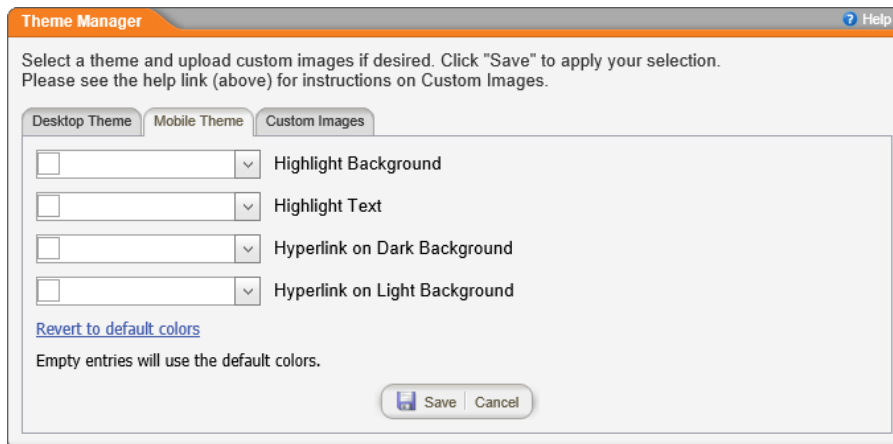 Theme Manager
Help
Select a theme and upload custom images if desired. Click "Save" to apply your selection.
Please see the help link (above) for instructions on Custom Images.
Desktop Theme Mobile Theme Custom Images
Highlight Background
Highlight Text
Hyperlink on Dark Background
Hyperlink on Light Background
Revert to default colors
Empty entries will use the default colors.
Save Cancel